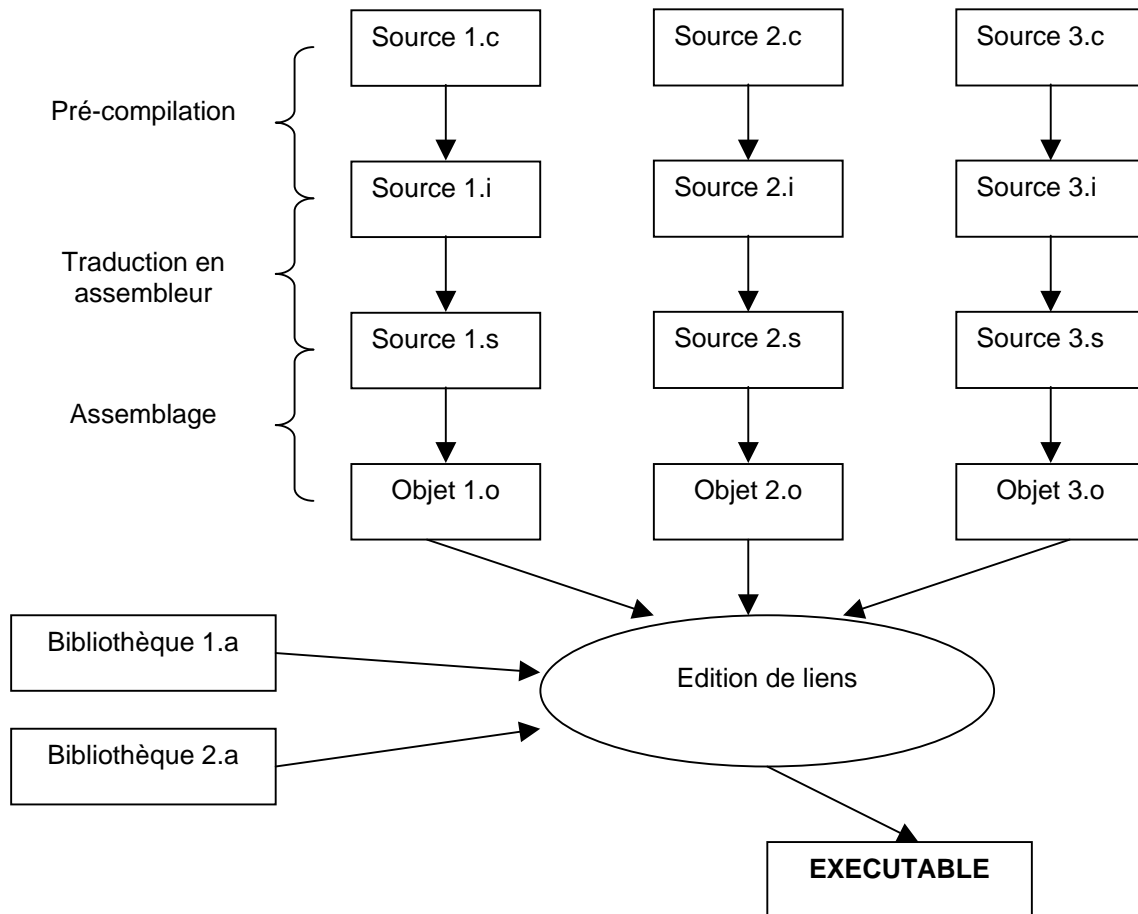 Source 1.c
Source 2.c
Source 3.c
Pré-compilation
Source 1.i
Source 2.i
Source 3.i
Traduction en
assembleur
Source 1.s
Source 2.s
Source 3.s
Assemblage
Objet 1.o
Objet 2.o
Objet 3.o
Bibliothèque 1.a
Edition de liens
Bibliothèque 2.a
EXECUTABLE